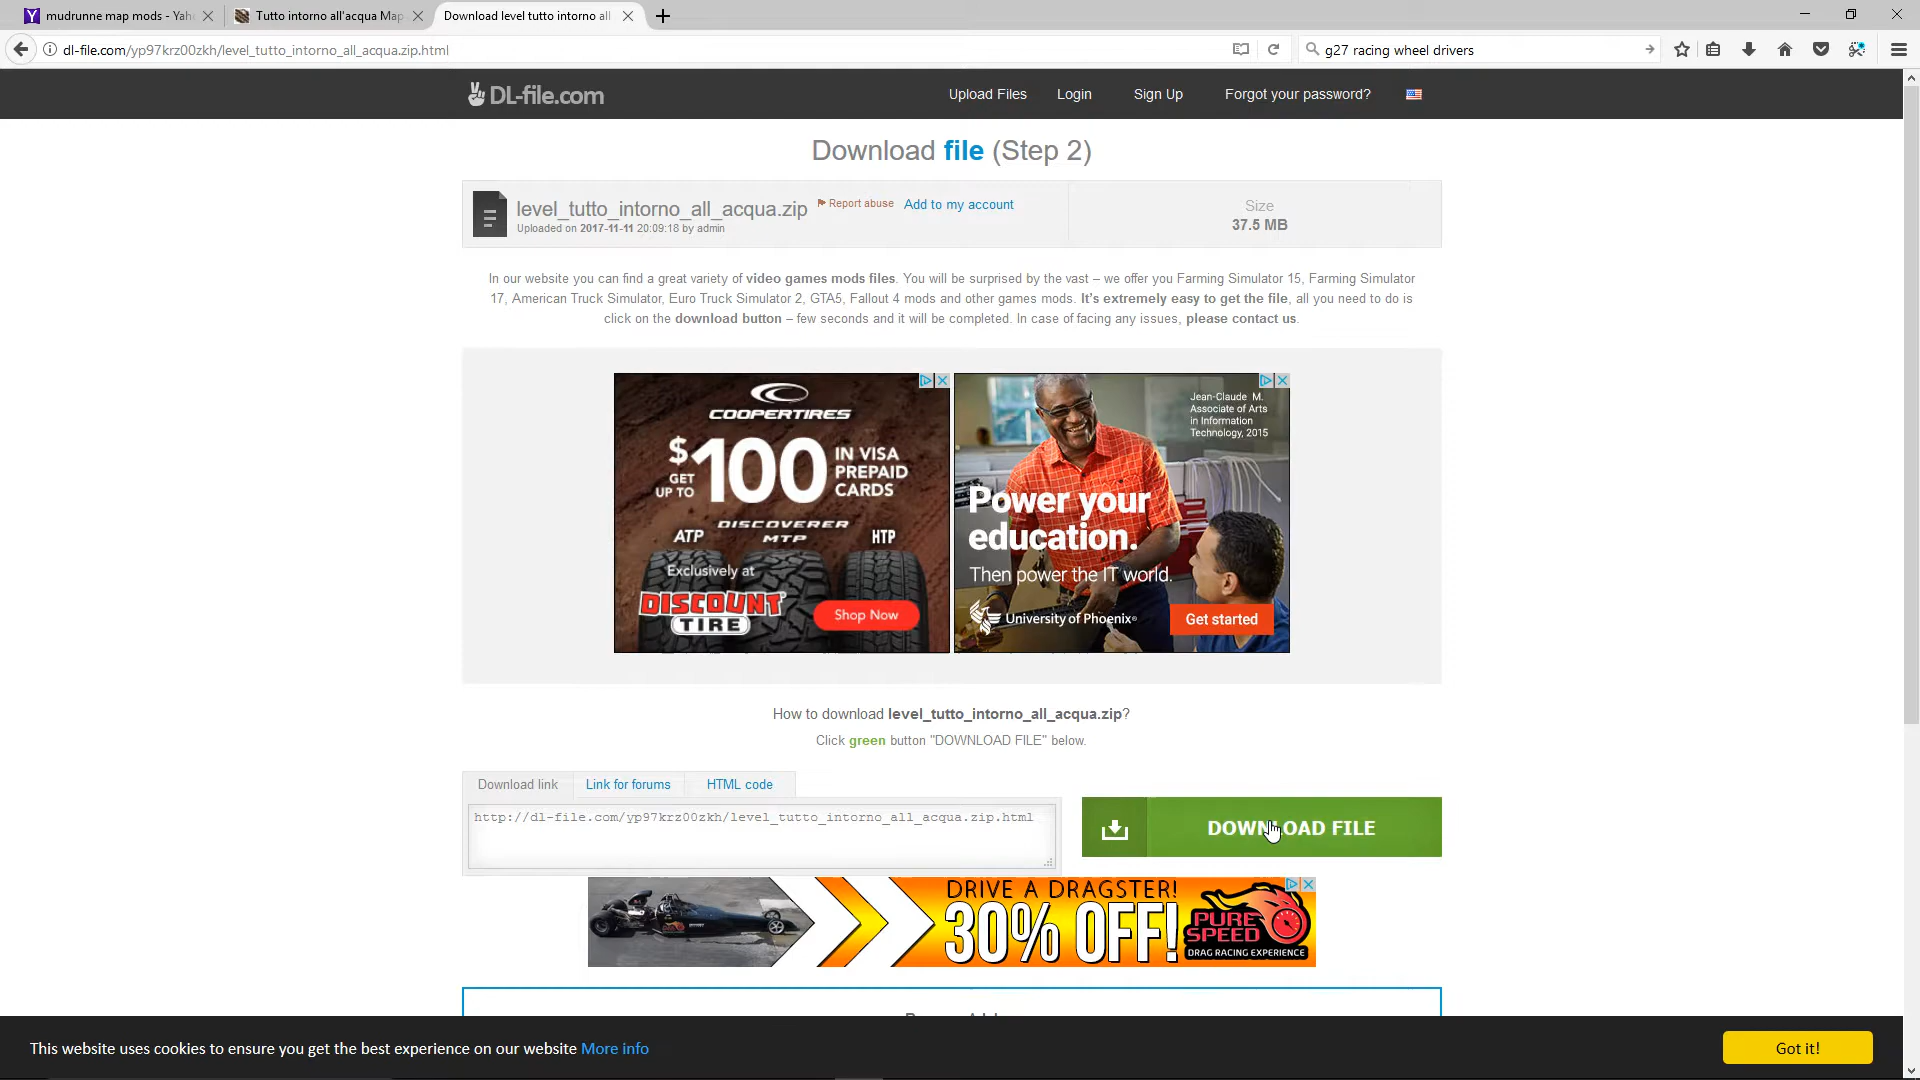 mudrunne map mods - Yah
Tutto intorno all'acqua Map
Download level tutto intorno all
dl-file.com/yp97krz00zkh/level_tutto_intorno_all_acqua.zip.html
g27 racing wheel drivers
DL-file.com
Upload Files
Login
Sign Up
Forgot your password?
Download file (Step 2)
level_tutto_intorno_all_acqua.zip
Report abuse
Add to my account
Uploaded on 2017-11-11 20:09:18 by admin
Size
37.5 MB
In our website you can find a great variety of video games mods files. You will be surprised by the vast – we offer you Farming Simulator 15, Farming Simulator
17, American Truck Simulator, Euro Truck Simulator 2, GTA5, Fallout 4 mods and other games mods. It's extremely easy to get the file, all you need to do is
click on the download button – few seconds and it will be completed. In case of facing any issues, please contact us.
COOPERTIRES
GET UP TO $100 IN VISA PREPAID CARDS
DISCOVERER
ATP MTP HTP
Exclusively at
DISCOUNT
TIRE
Shop Now
Jean-Claude M.
Associate of Arts
in Information
Technology, 2015
Power your
education.
Then power the IT world.
University of Phoenix®
Get started
How to download level_tutto_intorno_all_acqua.zip?
Click green button "DOWNLOAD FILE" below.
Download link
Link for forums
HTML code
http://dl-file.com/yp97krz00zkh/level_tutto_intorno_all_acqua.zip.html
DOWNLOAD FILE
DRIVE A DRAGSTER!
30% OFF!
PURE
SPEED
DRAG RACING EXPERIENCE
This website uses cookies to ensure you get the best experience on our website More info
Got it!